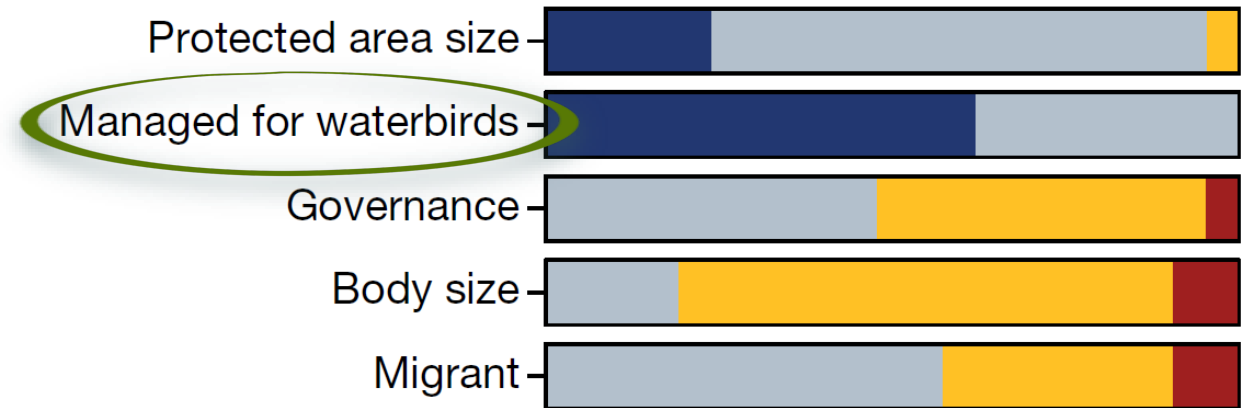 Protected area size
Managed for waterbirds
Governance
Body size
Migrant